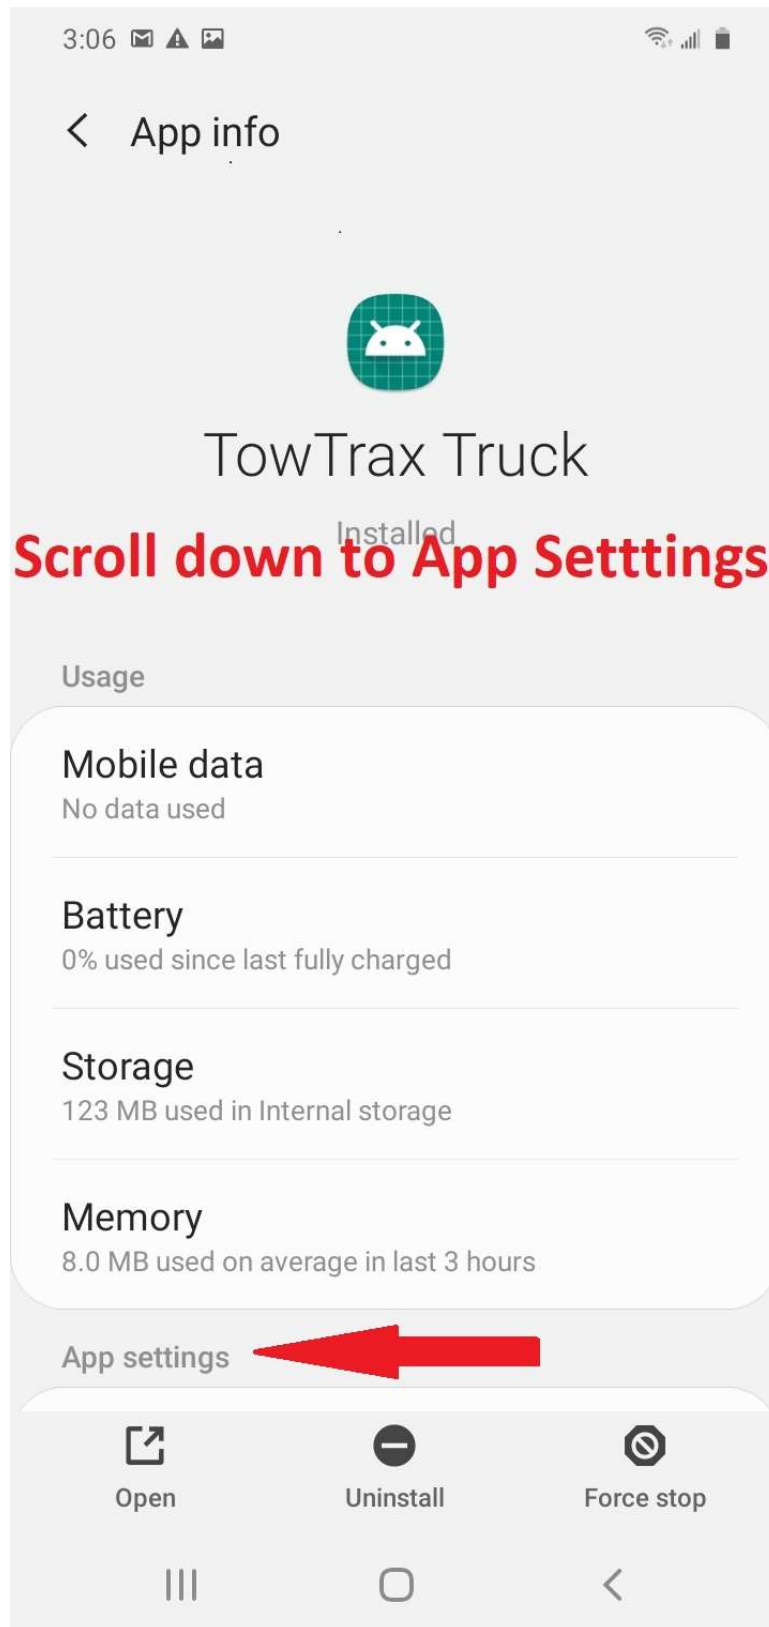 3:06
App info
TowTrax Truck
Installed
Scroll down to App Setttings
Usage
Mobile data
No data used
Battery
0% used since last fully charged
Storage
123 MB used in Internal storage
Memory
8.0 MB used on average in last 3 hours
App settings
Open Uninstall Force stop